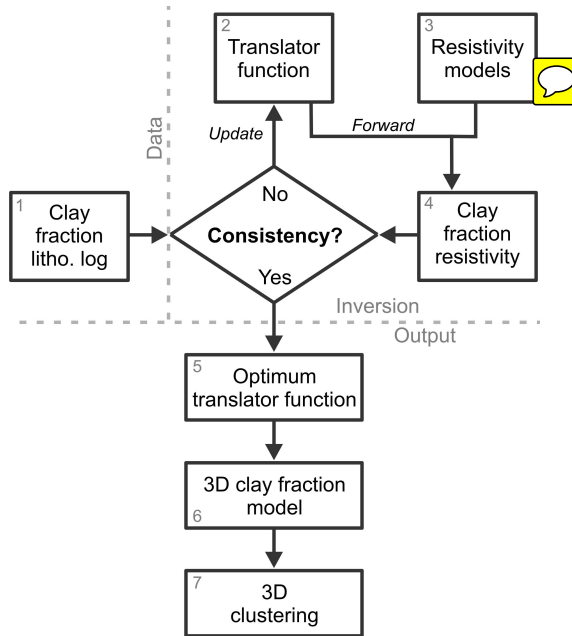 2
Translator
function
3
Resistivity
models
Update
Forward
Data
1
Clay
fraction
litho. log
No
Consistency?
Yes
4
Clay
fraction
resistivity
Inversion
Output
5
Optimum
translator function
3D clay fraction
model
6
7
3D
clustering